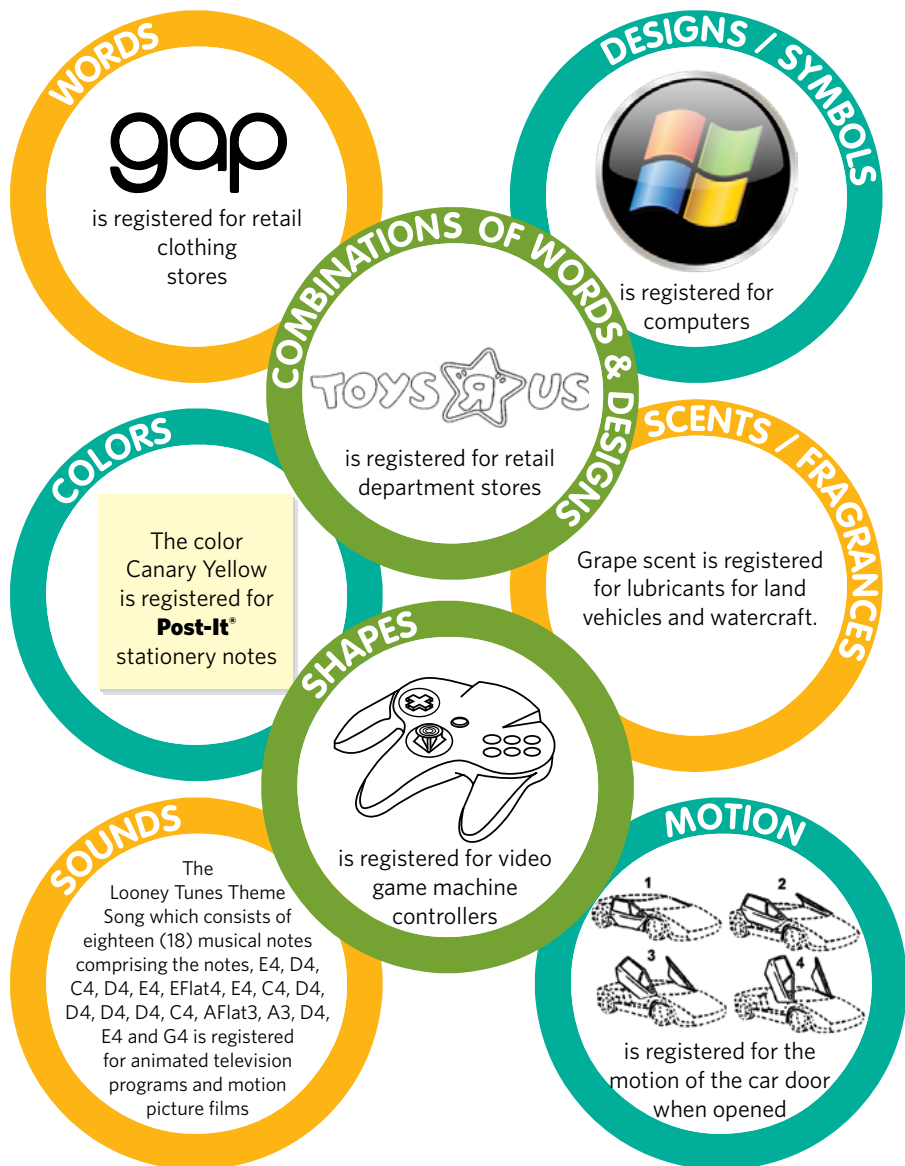 WORDS
gap
is registered for retail
clothing
stores
DESIGNS / SYMBOLS
is registered for
computers
COMBINATIONS OF WORDS & DESIGNS
TOYS R US
is registered for retail
department stores
COLORS
The color
Canary Yellow
is registered for
Post-It®
stationery notes
SCENTS / FRAGRANCES
Grape scent is registered
for lubricants for land
vehicles and watercraft.
SHAPES
is registered for video
game machine
controllers
SOUNDS
The
Looney Tunes Theme
Song which consists of
eighteen (18) musical notes
comprising the notes, E4, D4,
C4, D4, E4, EFlat4, E4, C4, D4,
D4, D4, D4, C4, AFlat3, A3, D4,
E4 and G4 is registered
for animated television
programs and motion
picture films
MOTION
1
2
3
4
is registered for the
motion of the car door
when opened